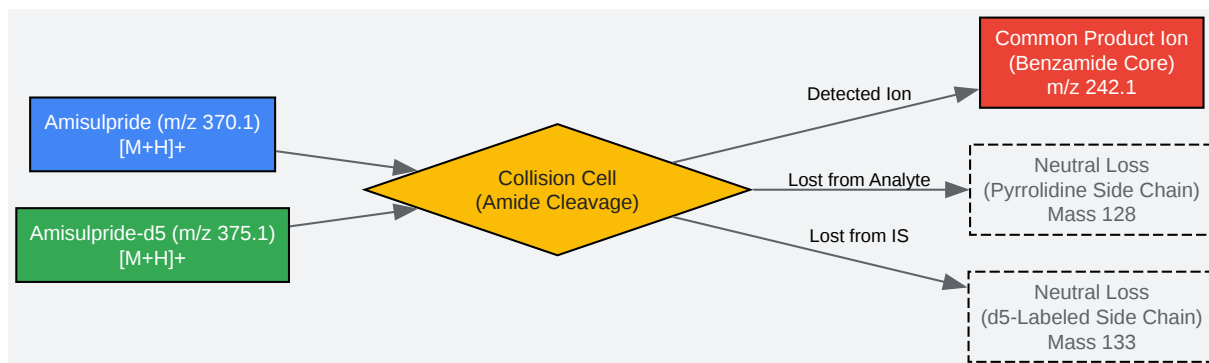 Amisulpride (m/z 370.1)
[M+H]+
Amisulpride-d5 (m/z 375.1)
[M+H]+
Collision Cell
(Amide Cleavage)
Detected Ion
Lost from Analyte
Lost from IS
Common Product Ion
(Benzamide Core)
m/z 242.1
Neutral Loss
(Pyrrolidine Side Chain)
Mass 128
Neutral Loss
(d5-Labeled Side Chain)
Mass 133